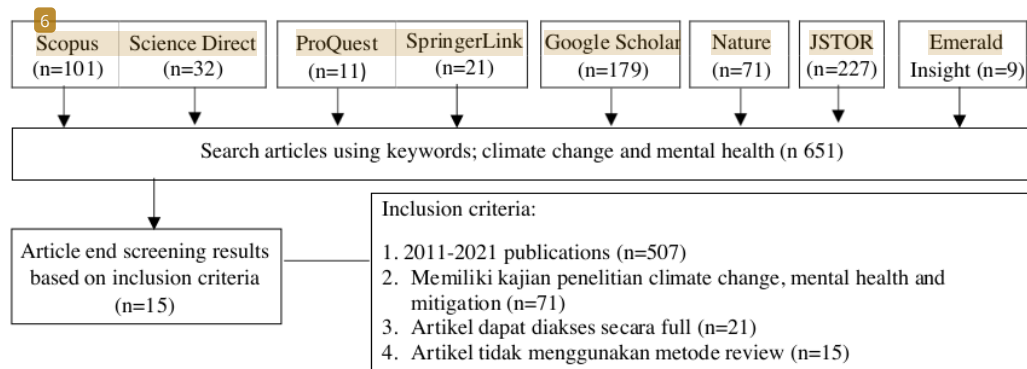 6
Scopus
(n=101)
Science Direct
(n=32)
ProQuest
(n=11)
SpringerLink
(n=21)
Google Scholar
(n=179)
Nature
(n=71)
JSTOR
(n=227)
Emerald
Insight (n=9)
Search articles using keywords; climate change and mental health (n 651)
Article end screening results
based on inclusion criteria
(n=15)
Inclusion criteria:
1. 2011-2021 publications (n=507)
2. Memiliki kajian penelitian climate change, mental health and
mitigation (n=71)
3. Artikel dapat diakses secara full (n=21)
4. Artikel tidak menggunakan metode review (n=15)